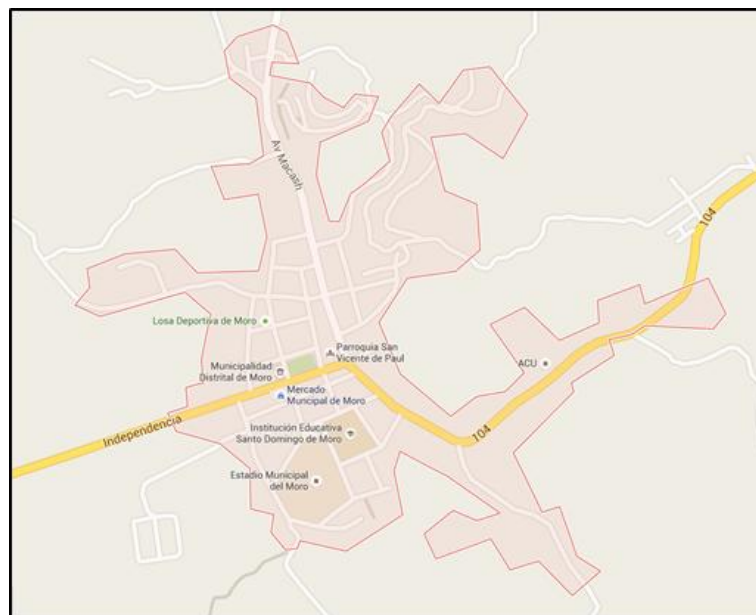 Av Macash
104
Losa Deportiva de Moro
Parroquia San
Vicente de Paul
Municipalidad
Distrital de Moro
ACU
Mercado
Muncipal de Moro
Independencia
Institución Educativa
Santo Domingo de Moro
104
Estadio Municipal
del Moro